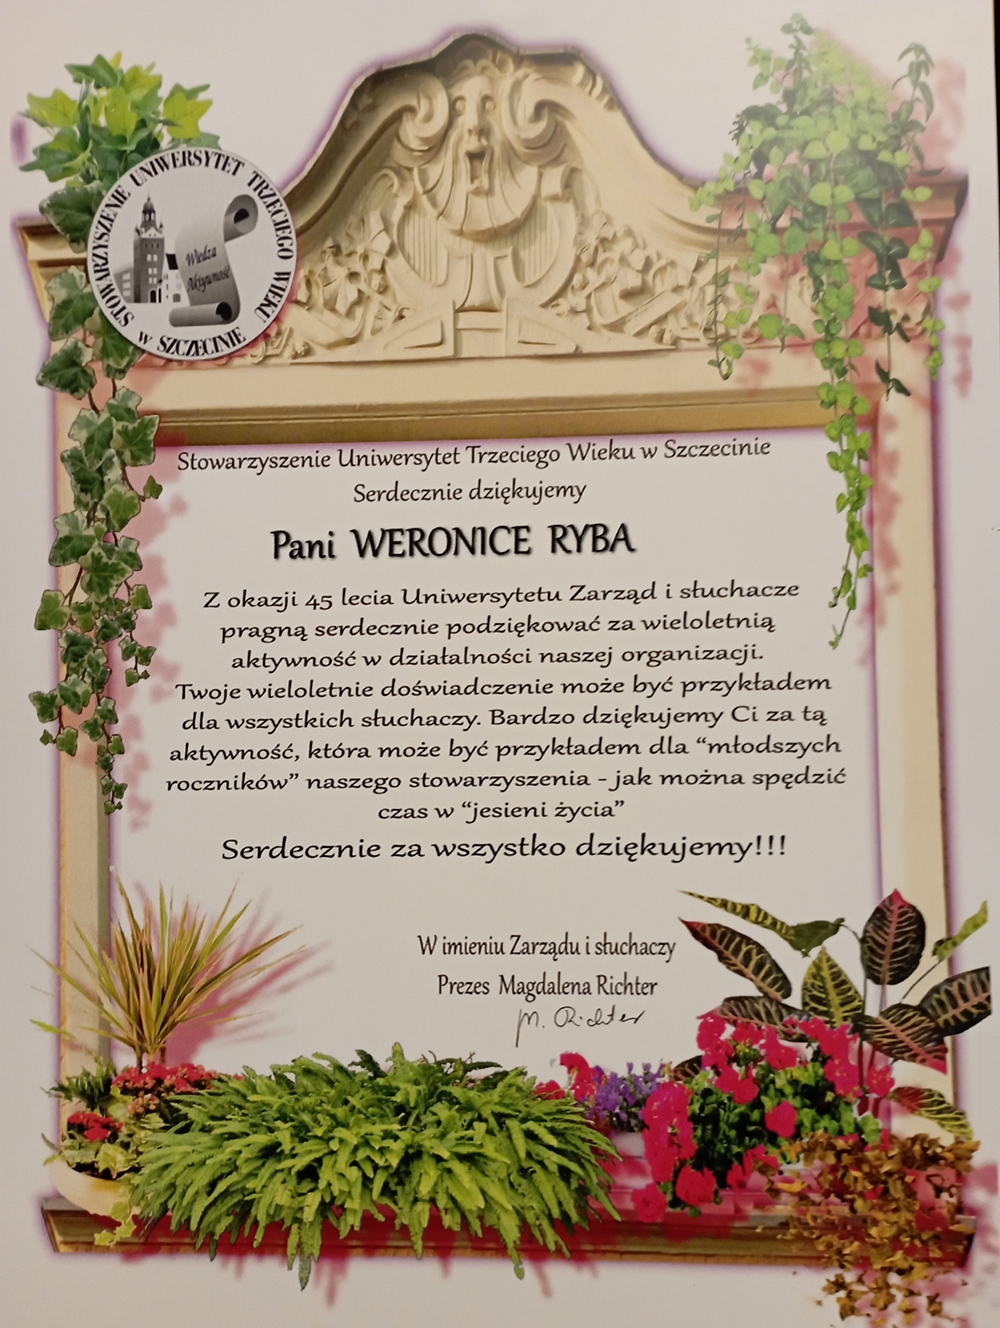 STOWARZYSZENIE UNIWERSYTET TRZECIEGO WIEKU
w SZCZECINIE
Wiedza
Aktywność
Stowarzyszenie Uniwersytet Trzeciego Wieku w Szczecinie
Serdecznie dziękujemy
Pani WERONICE RYBA
Z okazji 45 lecia Uniwersytetu Zarząd i słuchacze
pragną serdecznie podziękować za wieloletnią
aktywność w działalności naszej organizacji.
Twoje wieloletnie doświadczenie może być przykładem
dla wszystkich słuchaczy. Bardzo dziękujemy Ci za tą
aktywność, która może być przykładem dla “młodszych
roczników” naszego stowarzyszenia - jak można spędzić
czas w “jesieni życia”
Serdecznie za wszystko dziękujemy!!!
W imieniu Zarządu i słuchaczy
Prezes Magdalena Richter
M. Richter